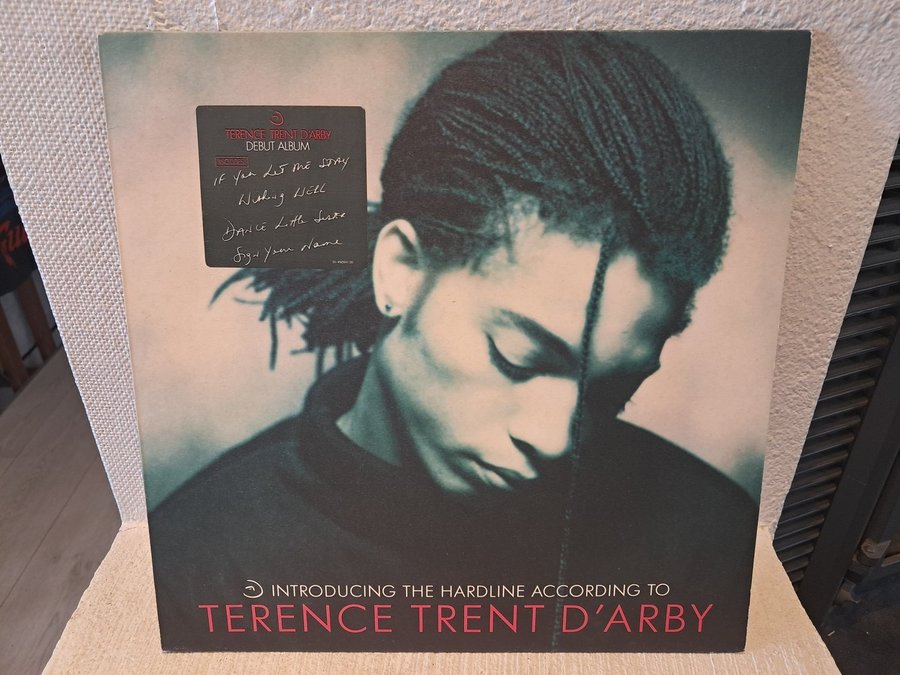 TERENCE TRENT D'ARBY
DEBUT ALBUM
INCLUDES:
IF You LET ME STAY
Wishing WELL
DANCE Little Sister
Sign Your Name
INTRODUCING THE HARDLINE ACCORDING TO
TERENCE TRENT D'ARBY